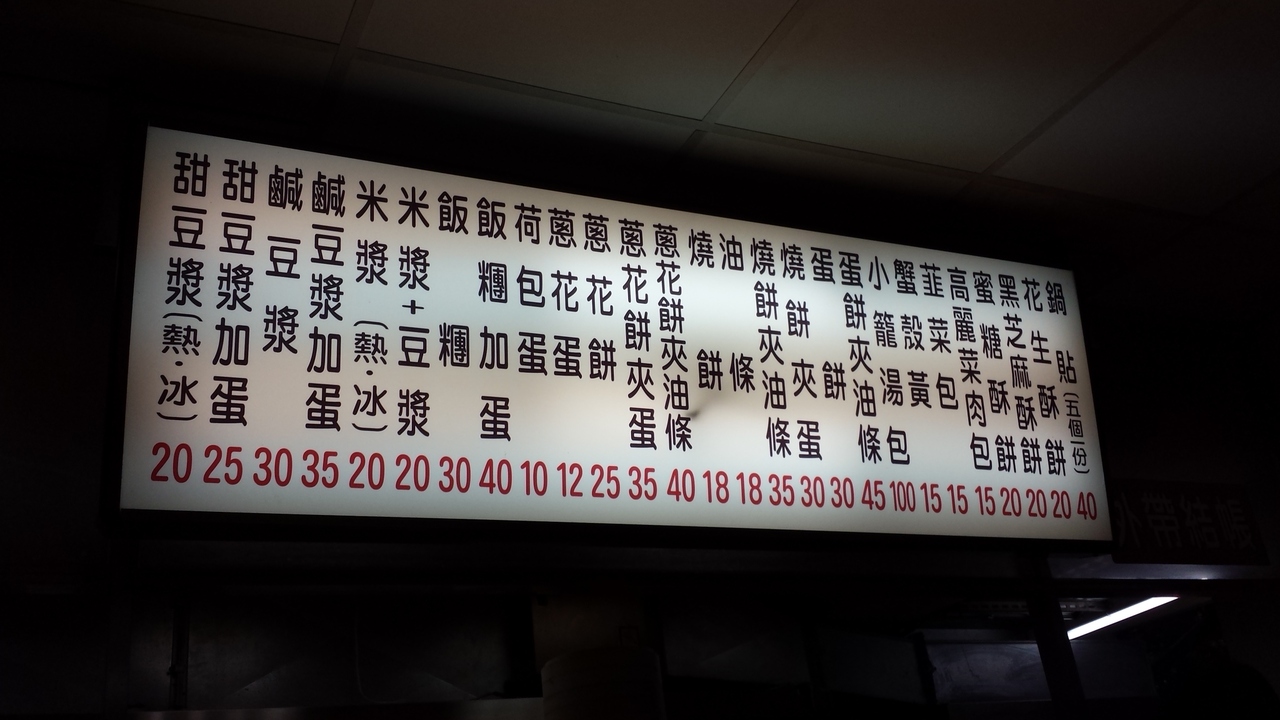 甜豆漿(熱·冰) 20
甜豆漿加蛋 25
鹹豆漿 30
鹹豆漿加蛋 35
米漿(熱·冰) 20
米漿+豆漿 20
飯糰 30
飯糰加蛋 40
荷包蛋 10
蔥花蛋 12
蔥花餅 25
蔥花餅夾蛋 35
蔥花餅夾油條 40
燒餅 18
油條 18
燒餅夾油條 35
燒餅夾蛋 30
蛋餅 30
蛋餅夾油條 45
小籠湯包 100
蟹殼黃 15
韮菜包 15
高麗菜肉包 15
蜜糖酥餅 20
黑芝麻酥餅 20
花生酥餅 20
鍋貼(五個一份) 40
外帶結帳